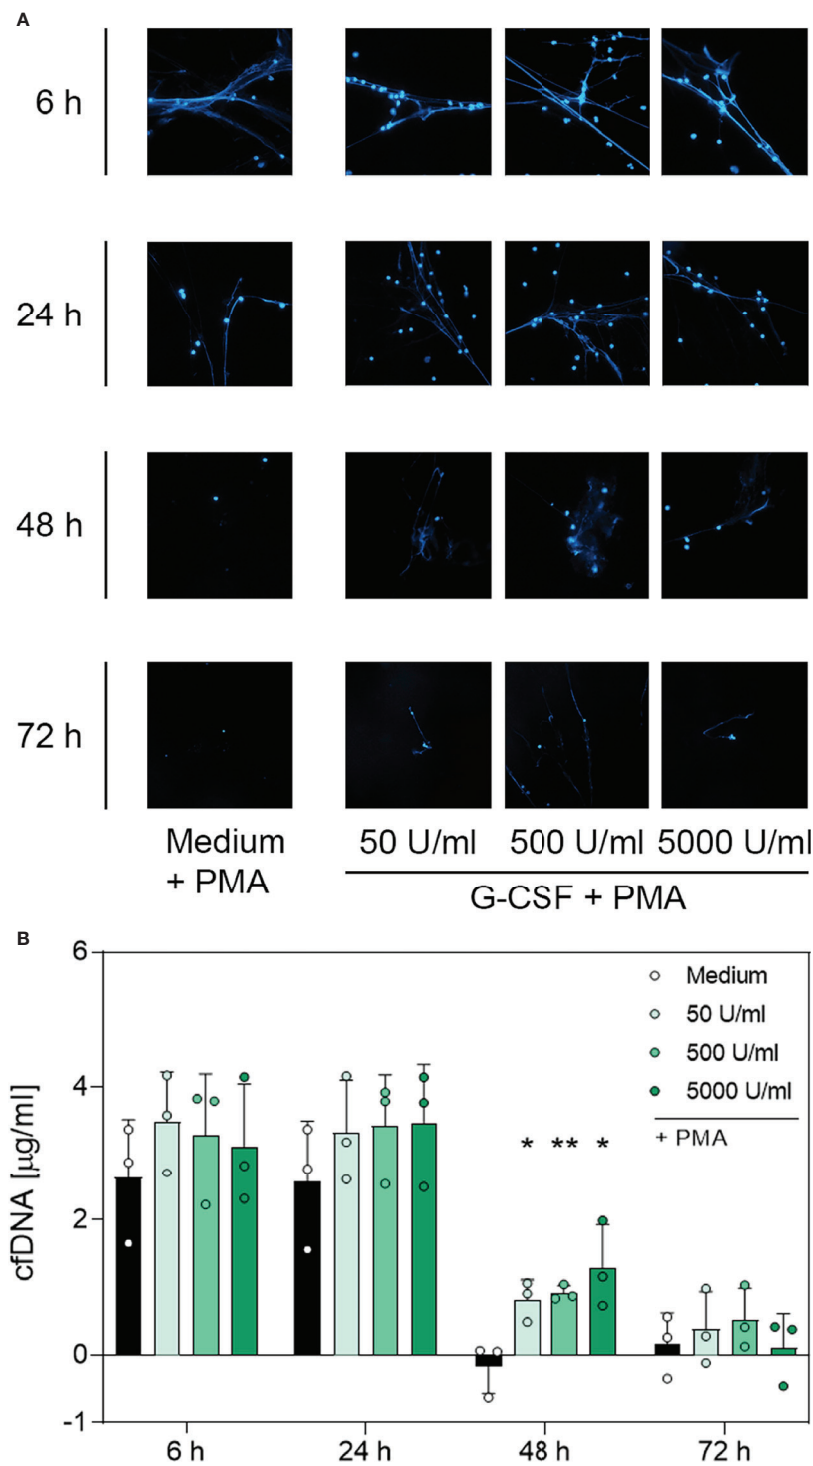 A
6 h
24 h
48 h
72 h
Medium
+ PMA
50 U/ml 500 U/ml 5000 U/ml
G-CSF + PMA
B
6
Medium
50 U/ml
500 U/ml
5000 U/ml
+ PMA
4
* ** *
2
0
-1
cfDNA [µg/ml]
6 h 24 h 48 h 72 h